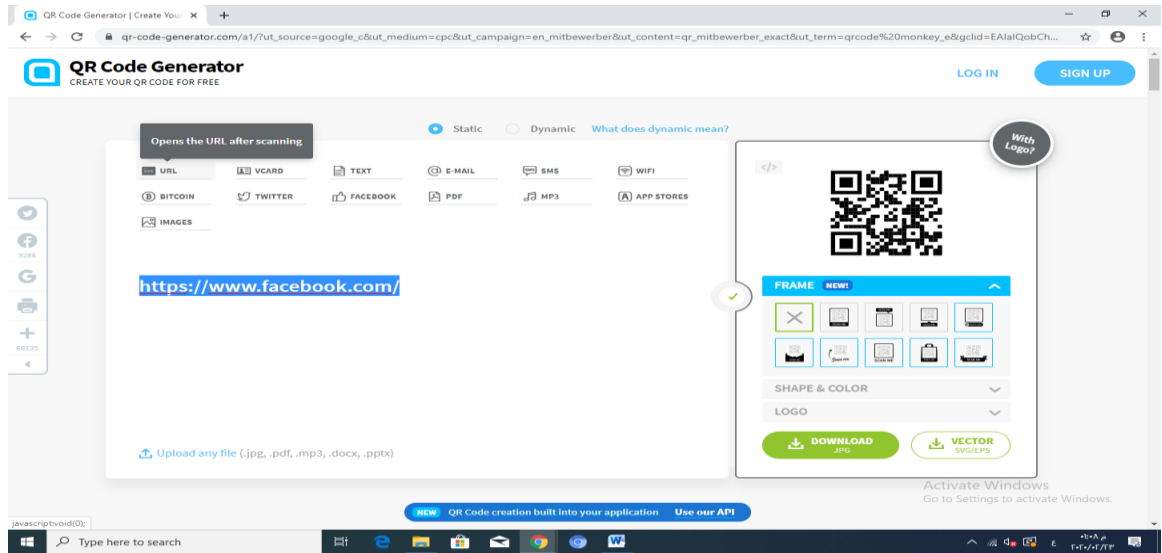 QR Code Generator | Create Your
qr-code-generator.com/a1/?ut_source=google_c&ut_medium=cpc&ut_campaign=en_mitbewerber&ut_content=qr_mitbewerber_exact&ut_term=qrcode%20monkey_e&gclid=EAIaIQobCh...
QR Code Generator
CREATE YOUR QR CODE FOR FREE
LOG IN
SIGN UP
Static Dynamic What does dynamic mean?
Opens the URL after scanning
With Logo?
URL VCARD TEXT E-MAIL SMS WIFI
BITCOIN TWITTER FACEBOOK PDF MP3 APP STORES
IMAGES
</>
3288
66125
https://www.facebook.com/
FRAME NEW!
SHAPE & COLOR
LOGO
DOWNLOAD
JPG
VECTOR
SVG/EPS
Upload any file (.jpg, .pdf, .mp3, .docx, .pptx)
Activate Windows
Go to Settings to activate Windows.
NEW QR Code creation built into your application Use our API
javascript:void(0);
Type here to search